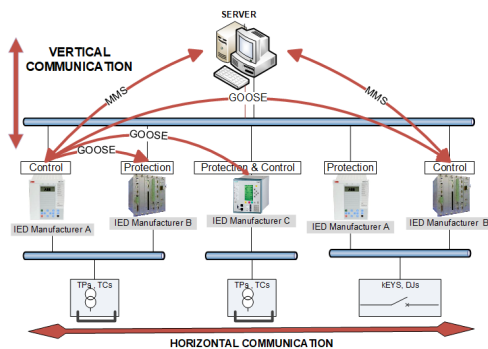 SERVER
VERTICAL
COMMUNICATION
MMS
MMS
GOOSE
GOOSE
GOOSE
Control
Protection
Protection & Control
Protection
Control
IED Manufacturer A
IED Manufacturer B
IED Manufacturer C
IED Manufacturer A
IED Manufacturer B
TPs , TCs
TPs , TCs
kEYS, DJs
HORIZONTAL COMMUNICATION